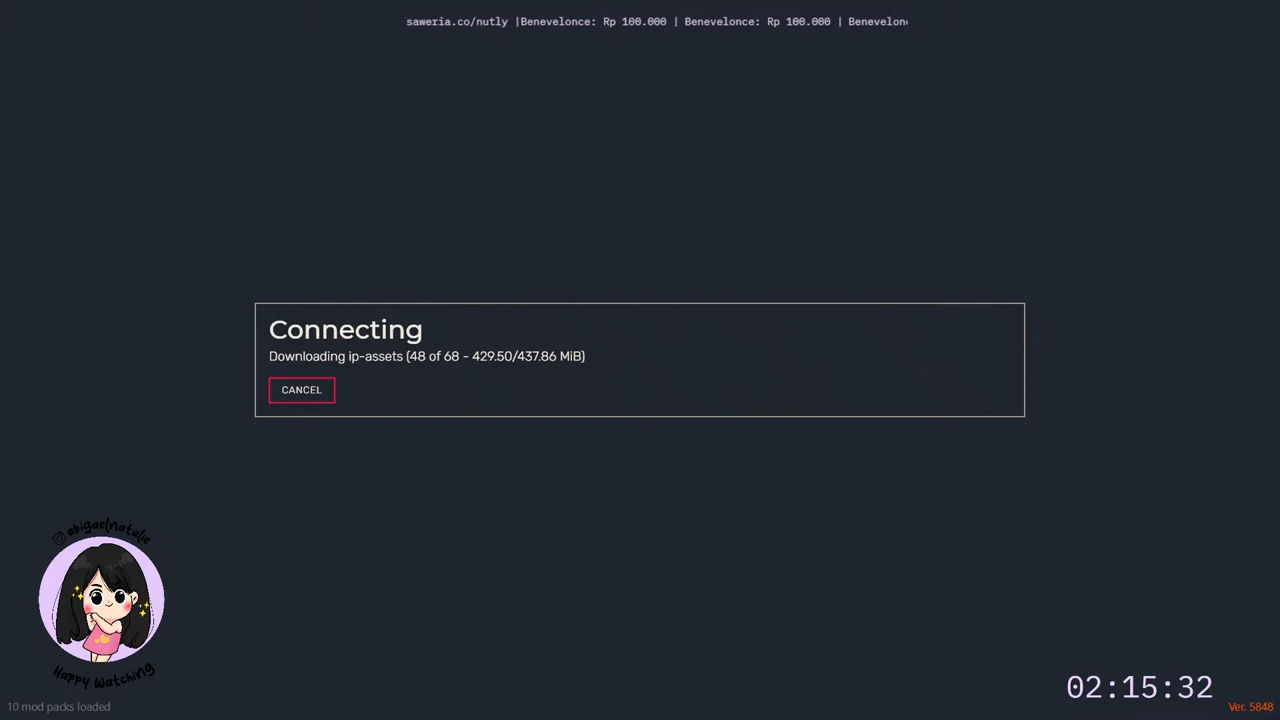 saweria.co/nutly |Benevelonce: Rp 100.000 | Benevelonce: Rp 100.000 | Benevelon
Connecting
Downloading ip-assets (48 of 68 - 429.50/437.86 MiB)
CANCEL
abigaelnatalie
Happy Watching
02:15:32
10 mod packs loaded
Ver. 5848